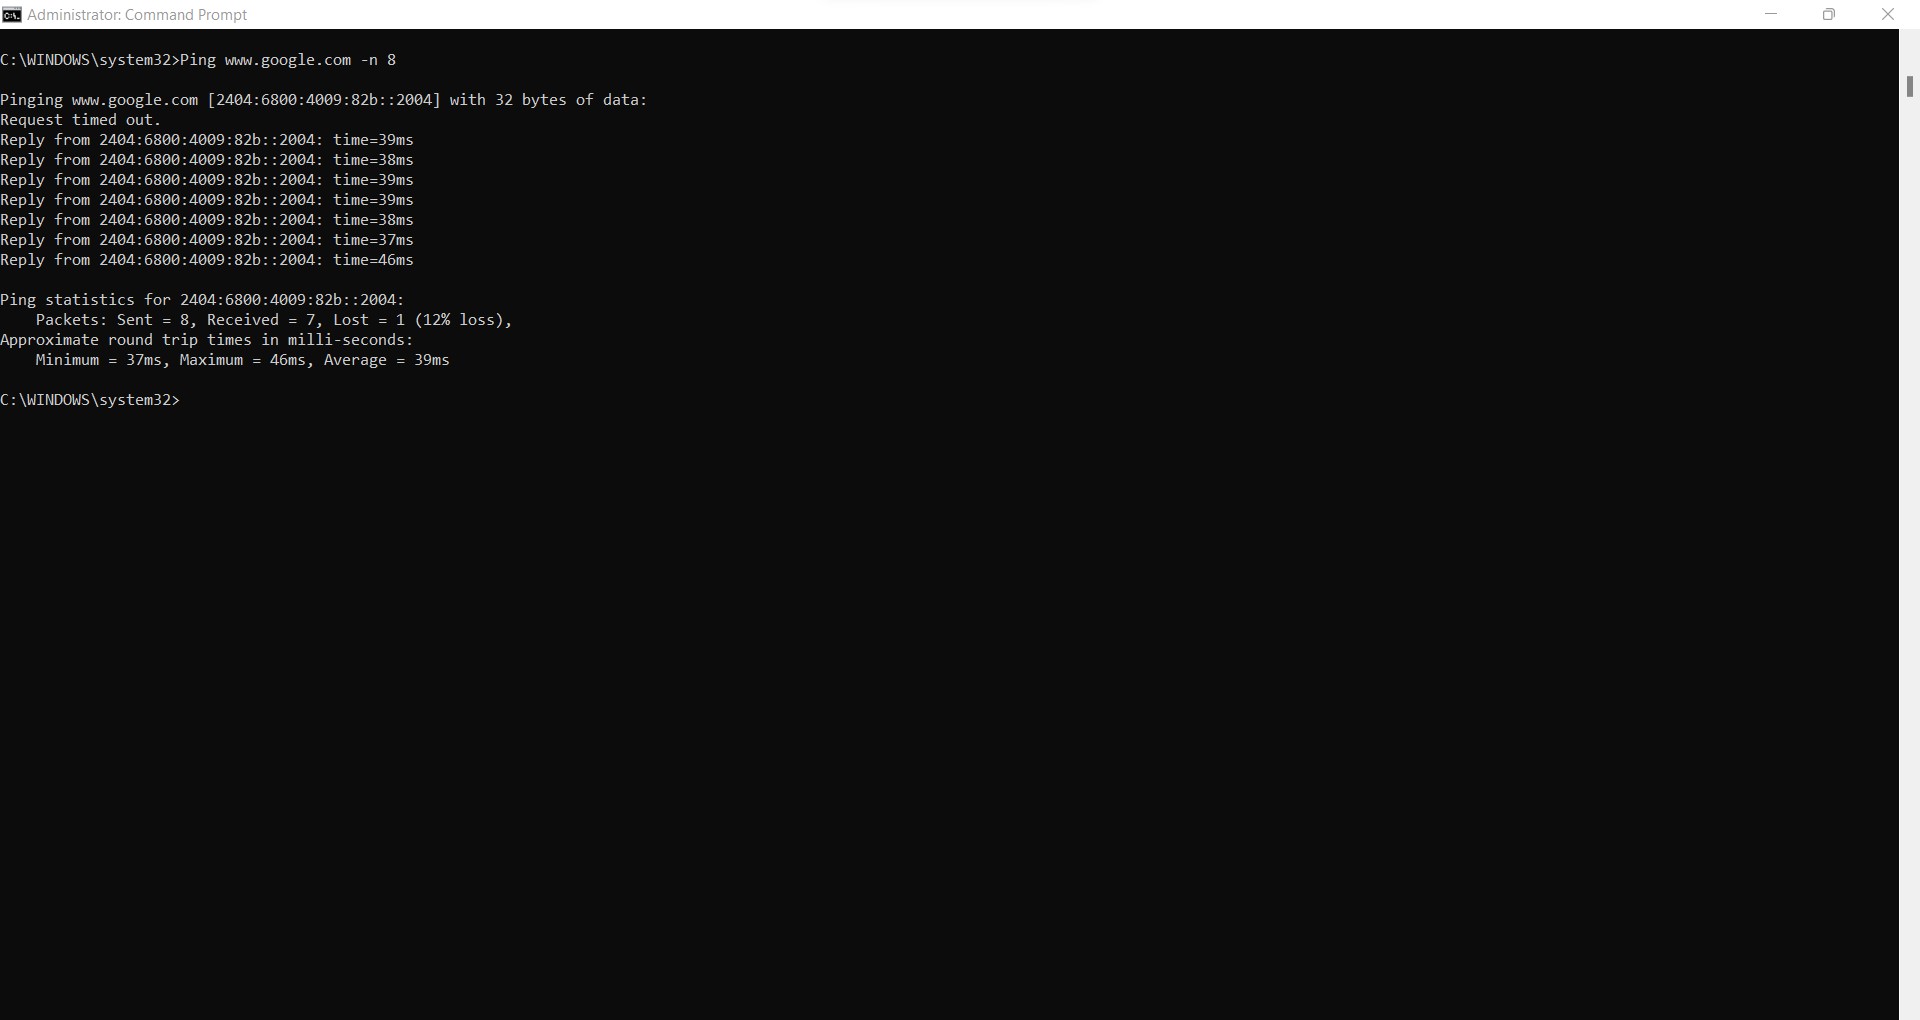 Administrator: Command Prompt
C:\WINDOWS\system32>Ping www.google.com -n 8
Pinging www.google.com [2404:6800:4009:82b::2004] with 32 bytes of data:
Request timed out.
Reply from 2404:6800:4009:82b::2004: time=39ms
Reply from 2404:6800:4009:82b::2004: time=38ms
Reply from 2404:6800:4009:82b::2004: time=39ms
Reply from 2404:6800:4009:82b::2004: time=39ms
Reply from 2404:6800:4009:82b::2004: time=38ms
Reply from 2404:6800:4009:82b::2004: time=37ms
Reply from 2404:6800:4009:82b::2004: time=46ms
Ping statistics for 2404:6800:4009:82b::2004:
Packets: Sent = 8, Received = 7, Lost = 1 (12% loss),
Approximate round trip times in milli-seconds:
Minimum = 37ms, Maximum = 46ms, Average = 39ms
C:\WINDOWS\system32>